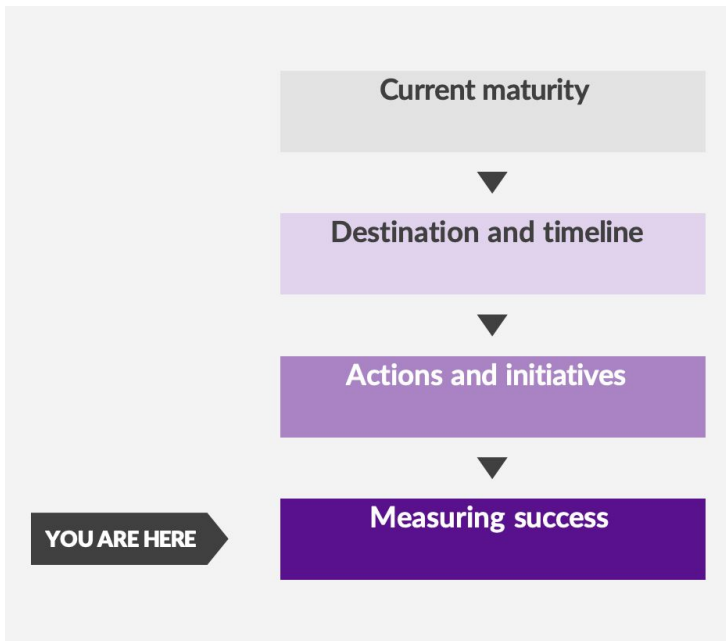 Current maturity
Destination and timeline
Actions and initiatives
Measuring success
YOU ARE HERE